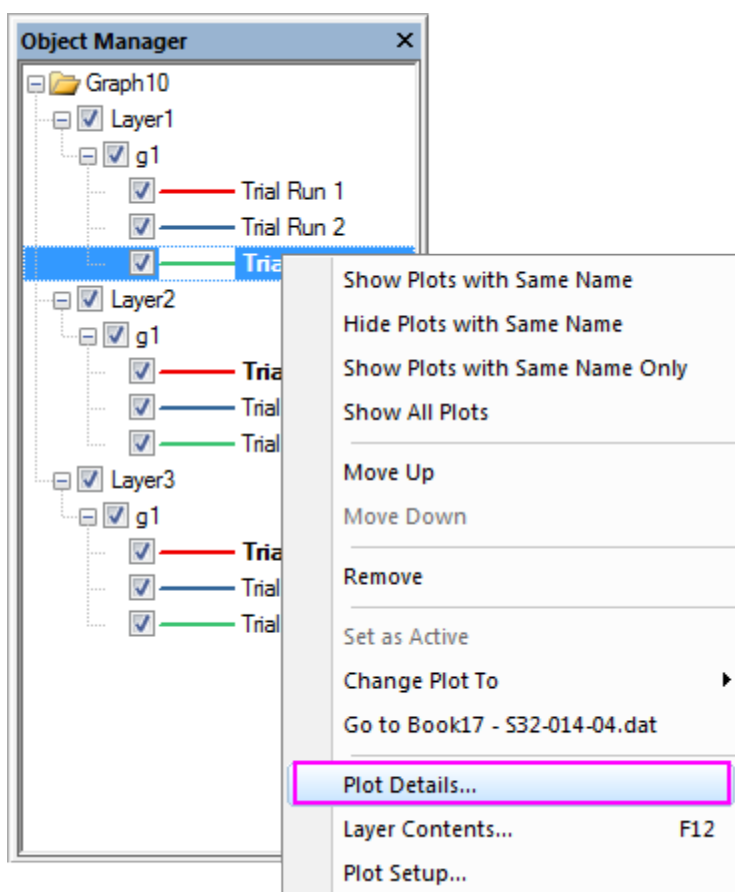 Object Manager
Graph10
Layer1
g1
Trial Run 1
Trial Run 2
Layer2
g1
Trial
Trial
Layer3
g1
Trial
Trial
Show Plots with Same Name
Hide Plots with Same Name
Show Plots with Same Name Only
Show All Plots
Move Up
Move Down
Remove
Set as Active
Change Plot To
Go to Book17 - S32-014-04.dat
Plot Details...
Layer Contents... F12
Plot Setup...